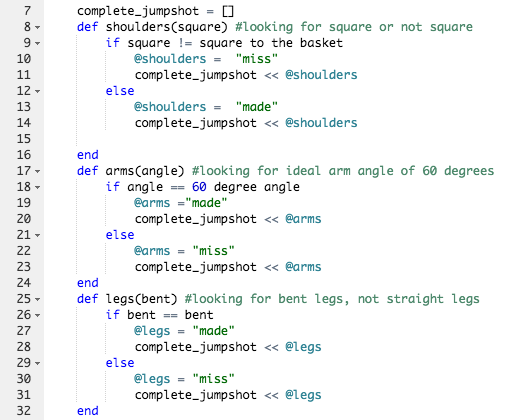 7 complete_jumpshot = []
8 def shoulders(square) #looking for square or not square
9 if square != square to the basket
10 @shoulders = "miss"
11 complete_jumpshot << @shoulders
12 else
13 @shoulders = "made"
14 complete_jumpshot << @shoulders
15
16 end
17 def arms(angle) #looking for ideal arm angle of 60 degrees
18 if angle == 60 degree angle
19 @arms ="made"
20 complete_jumpshot << @arms
21 else
22 @arms = "miss"
23 complete_jumpshot << @arms
24 end
25 def legs(bent) #looking for bent legs, not straight legs
26 if bent == bent
27 @legs = "made"
28 complete_jumpshot << @legs
29 else
30 @legs = "miss"
31 complete_jumpshot << @legs
32 end